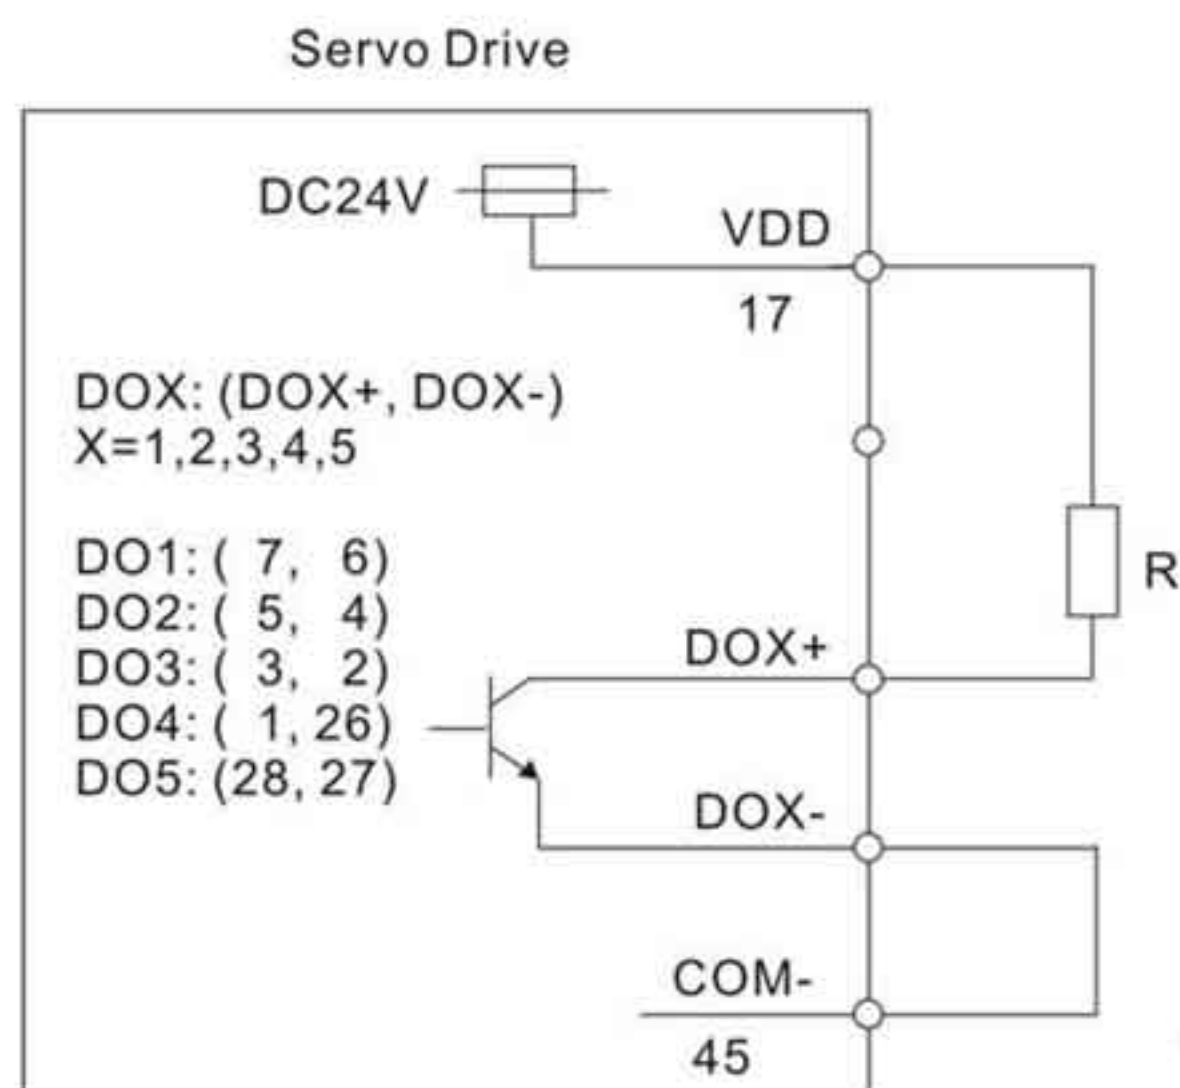 Servo Drive
DC24V
VDD
17
DOX: (DOX+, DOX-)
X=1,2,3,4,5
DO1: ( 7, 6)
DO2: ( 5, 4)
DO3: ( 3, 2)
DO4: ( 1, 26)
DO5: (28, 27)
R
DOX+
DOX-
COM-
45